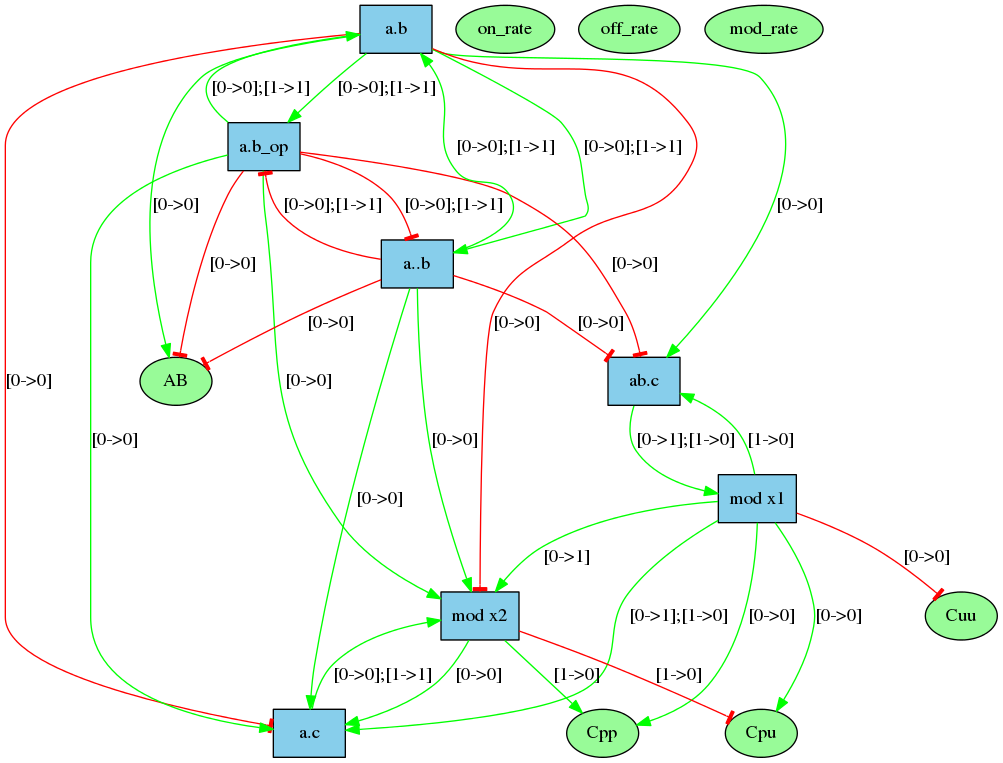 a.b
on_rate
off_rate
mod_rate
[0->0];[1->1]
[0->0];[1->1]
a.b_op
[0->0];[1->1]
[0->0];[1->1]
[0->0]
[0->0];[1->1]
[0->0];[1->1]
[0->0]
[0->0]
[0->0]
a..b
[0->0]
[0->0]
[0->0]
[0->0]
AB
[0->0]
ab.c
[0->0]
[0->0]
[0->1];[1->0]
[1->0]
[0->0]
mod x1
[0->1]
[0->0]
mod x2
[0->1];[1->0]
[0->0]
[0->0]
Cuu
[0->0];[1->1]
[0->0]
[1->0]
[1->0]
a.c
Cpp
Cpu